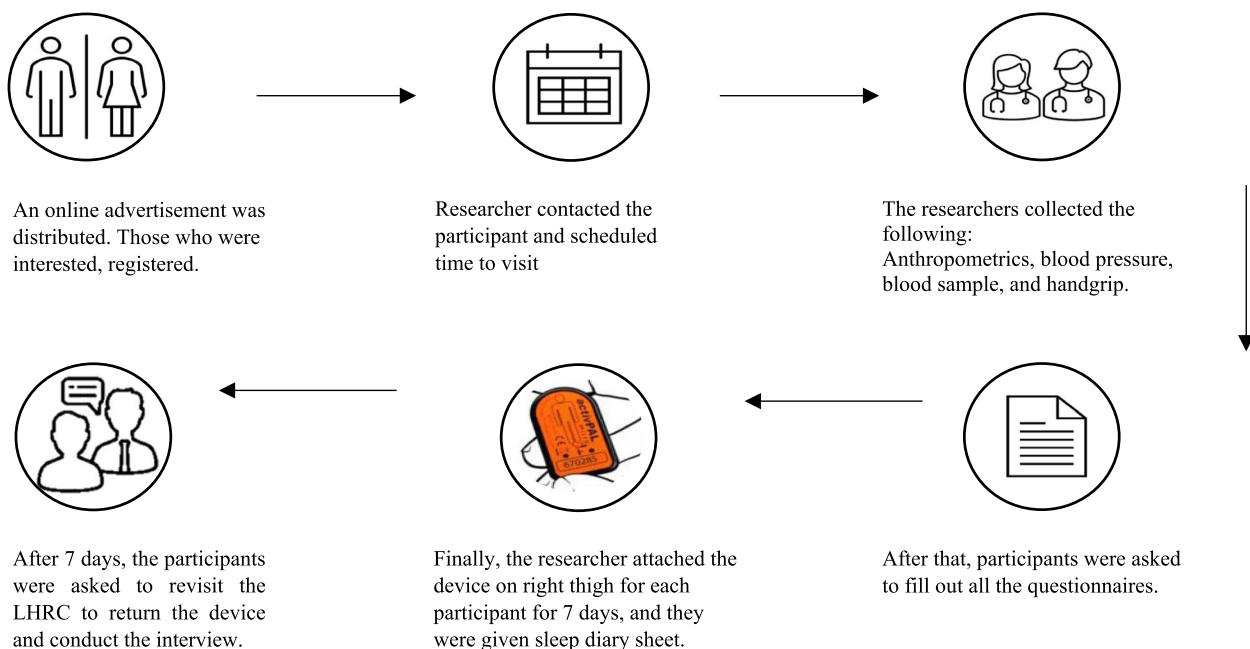 An online advertisement was
distributed. Those who were
interested, registered.
Researcher contacted the
participant and scheduled
time to visit
The researchers collected the
following:
Anthropometrics, blood pressure,
blood sample, and handgrip.
After that, participants were asked
to fill out all the questionnaires.
activPAL
670285
Finally, the researcher attached the
device on right thigh for each
participant for 7 days, and they
were given sleep diary sheet.
After 7 days, the participants
were asked to revisit the
LHRC to return the device
and conduct the interview.